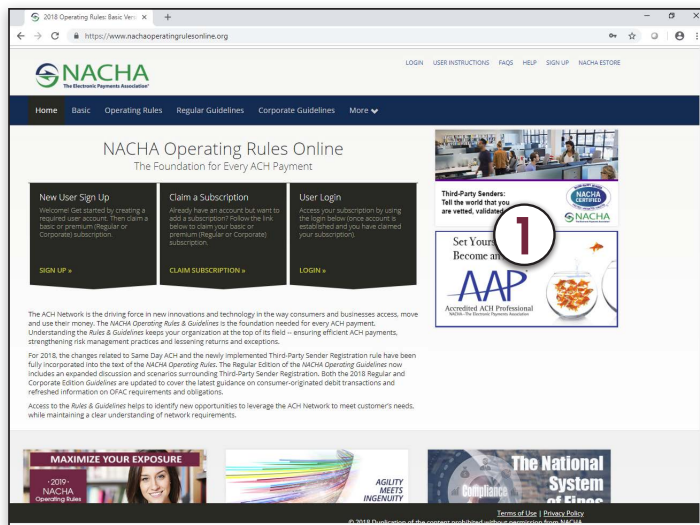 2018 Operating Rules: Basic Vers
https://www.nachaoperatingrulesonline.org
LOGIN USER INSTRUCTIONS FAQS HELP SIGN UP NACHA ESTORE
NACHA
The Electronic Payments Association®
Home Basic Operating Rules Regular Guidelines Corporate Guidelines More
NACHA Operating Rules Online
The Foundation for Every ACH Payment
New User Sign Up
Welcome! Get started by creating a
required user account. Then claim a
basic or premium (Regular or
Corporate) subscription.
SIGN UP »
Claim a Subscription
Already have an account but want to
add a subscription? Follow the link
below to claim your basic or
premium (Regular or Corporate)
subscription.
CLAIM SUBSCRIPTION »
User Login
Access your subscription by using
the login below (once account is
established and you have claimed
your subscription).
LOGIN »
Third-Party Senders:
Tell the world that you
are vetted, validated
NACHA
CERTIFIED
NACHA
1
Set Yours
Become an
AAP
Accredited ACH Professional
NACHA - The Electronic Payments Association
The ACH Network is the driving force in new innovations and technology in the way consumers and businesses access, move
and use their money. The NACHA Operating Rules & Guidelines is the foundation needed for every ACH payment.
Understanding the Rules & Guidelines keeps your organization at the top of its field -- ensuring efficient ACH payments,
strengthening risk management practices and lessening returns and exceptions.
For 2018, the changes related to Same Day ACH and the newly implemented Third-Party Sender Registration rule have been
fully incorporated into the text of the NACHA Operating Rules. The Regular Edition of the NACHA Operating Guidelines now
includes an expanded discussion and scenarios surrounding Third-Party Sender Registration. Both the 2018 Regular and
Corporate Edition Guidelines are updated to cover the latest guidance on consumer-originated debit transactions and
refreshed information on OFAC requirements and obligations.
Access to the Rules & Guidelines helps to identify new opportunities to leverage the ACH Network to meet customer's needs,
while maintaining a clear understanding of network requirements.
MAXIMIZE YOUR EXPOSURE
·2019·
NACHA
Operating Rules
AGILITY
MEETS
INGENUITY
Compliance
The National
System
of Fines
Terms of Use | Privacy Policy
© 2018 Duplication of the content prohibited without permission from NACHA